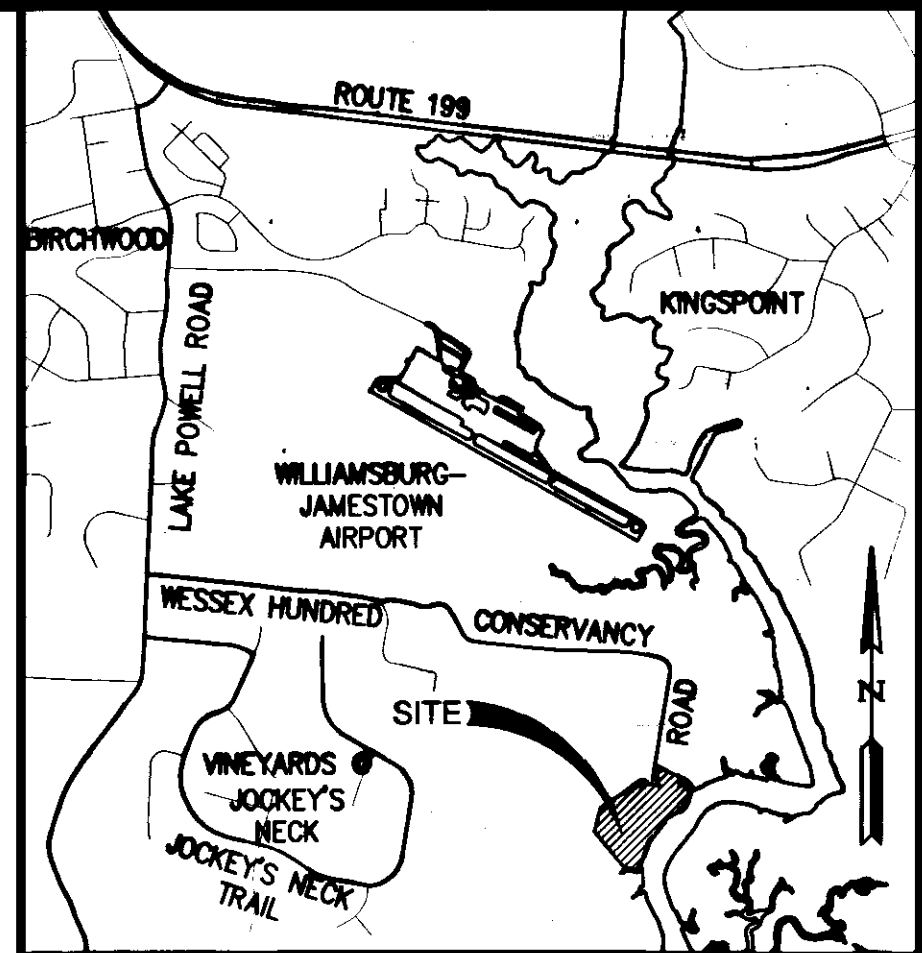 ROUTE 199
BIRCHWOOD
KINGSPOINT
LAKE POWELL ROAD
WILLIAMSBURG-
JAMESTOWN
AIRPORT
WESSEX HUNDRED
CONSERVANCY
ROAD
N
SITE
VINEYARDS
JOCKEY'S
NECK
JOCKEY'S NECK
TRAIL